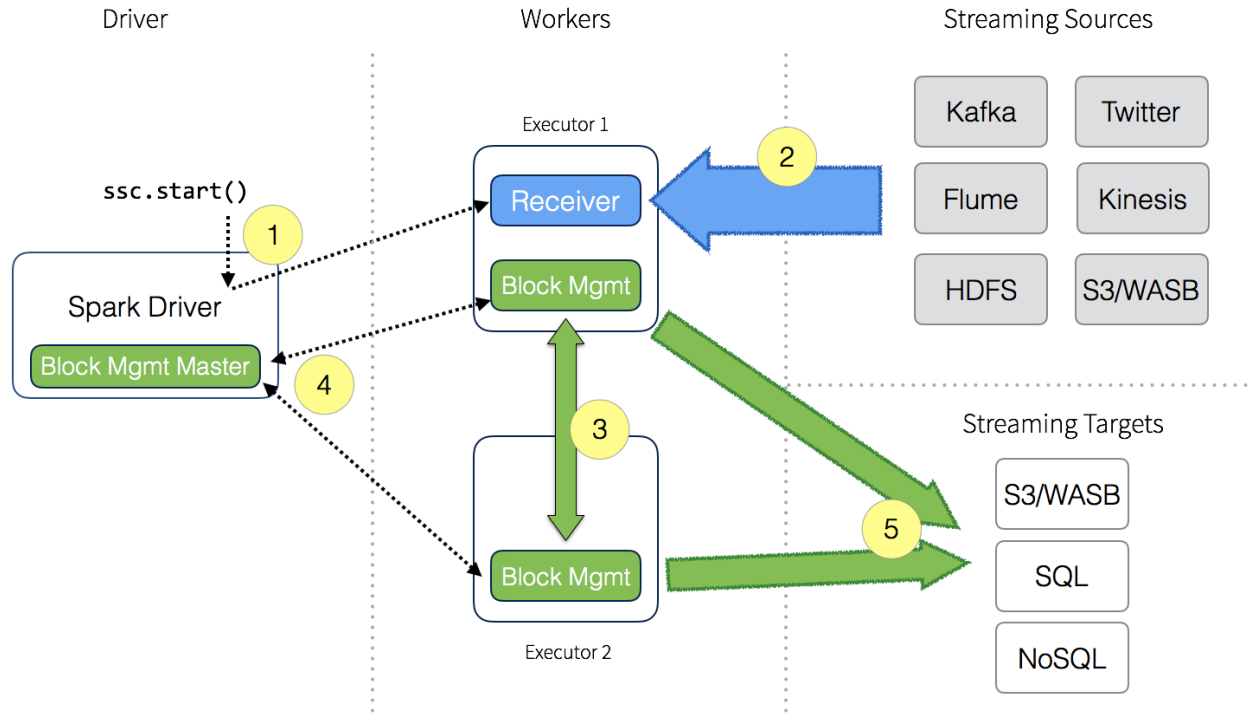 Driver
Workers
Streaming Sources
Executor 1
Kafka
Twitter
2
ssc.start()
Receiver
Flume
Kinesis
1
Block Mgmt
HDFS
S3/WASB
Spark Driver
Block Mgmt Master
4
3
Streaming Targets
S3/WASB
5
Block Mgmt
SQL
Executor 2
NoSQL